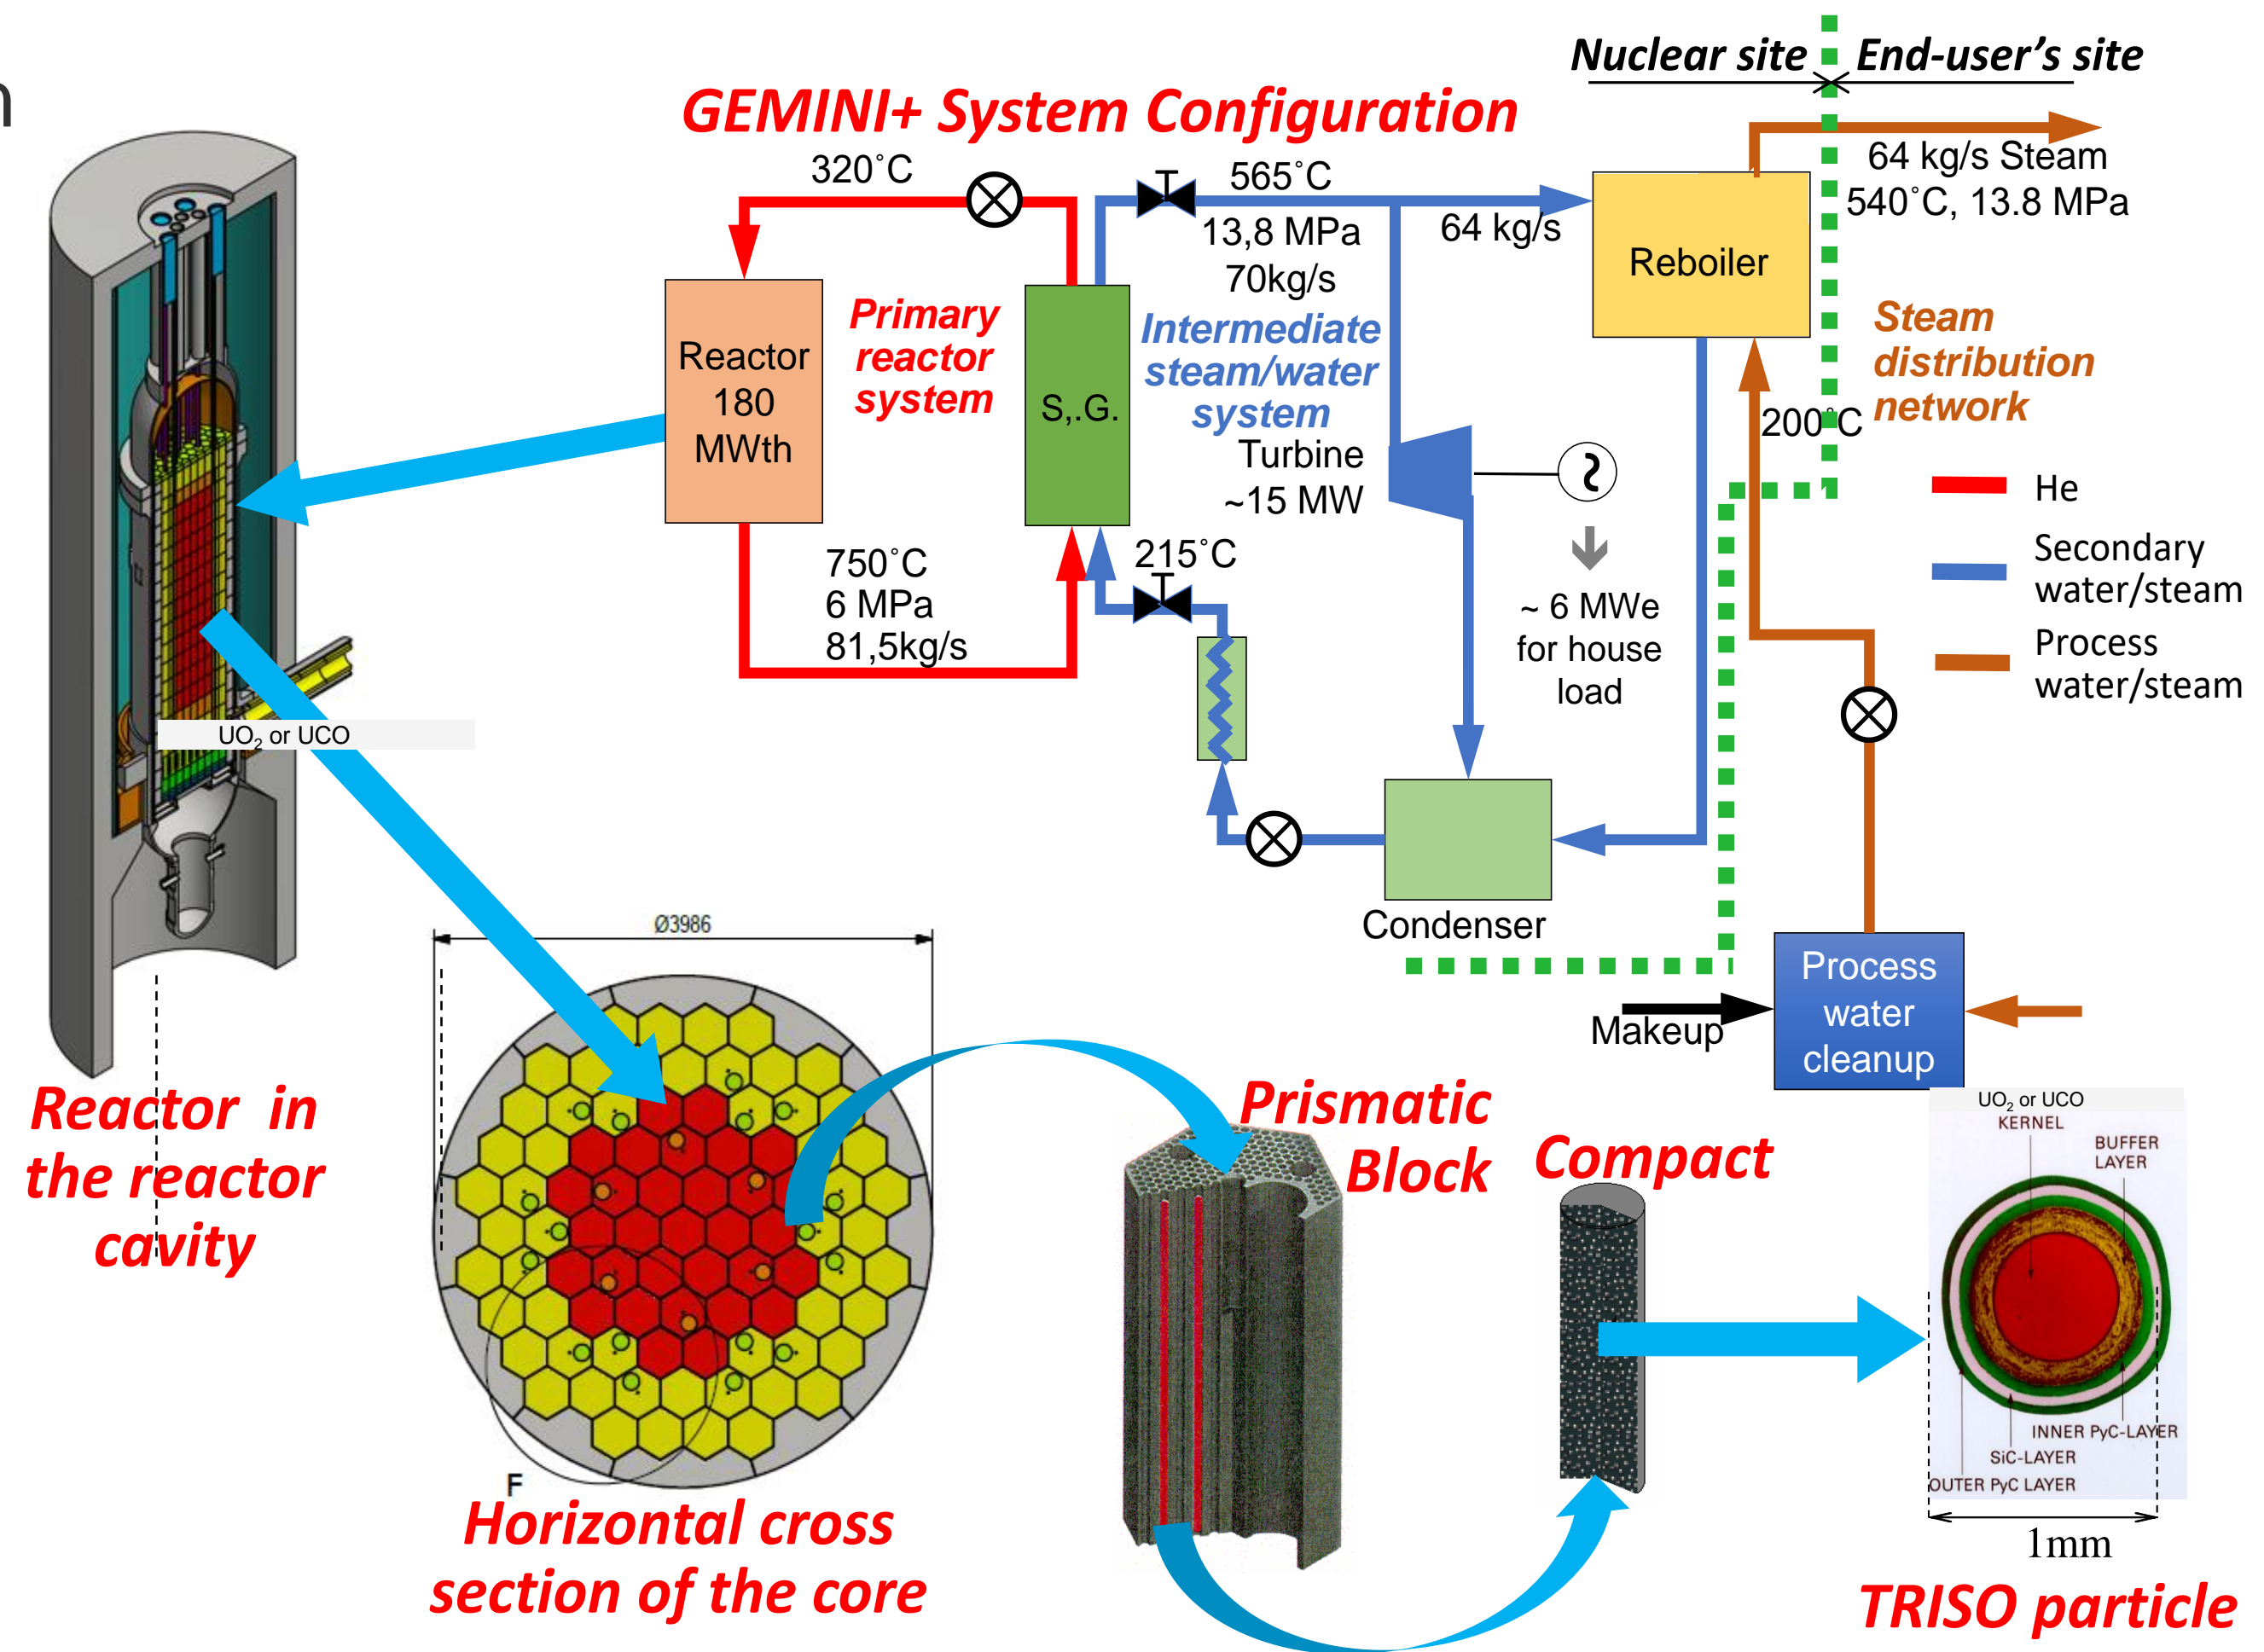 n
Nuclear site
End-user's site
GEMINI+ System Configuration
320˚C
565˚C
13,8 MPa
70kg/s
64 kg/s
64 kg/s Steam
540˚C, 13.8 MPa
Reboiler
Reactor
180
MWth
Primary
reactor
system
S,.G.
Intermediate
steam/water
system
Steam
distribution
network
200˚C
Turbine
~15 MW
He
Secondary
water/steam
Process
water/steam
750˚C
6 MPa
81,5kg/s
215˚C
~ 6 MWe
for house
load
UO₂ or UCO
Condenser
Ø3986
Process
water
cleanup
Makeup
Reactor in
the reactor
cavity
Prismatic
Block
Compact
UO₂ or UCO
KERNEL
BUFFER
LAYER
INNER PyC-LAYER
SiC-LAYER
OUTER PyC LAYER
1mm
F
Horizontal cross
section of the core
TRISO particle